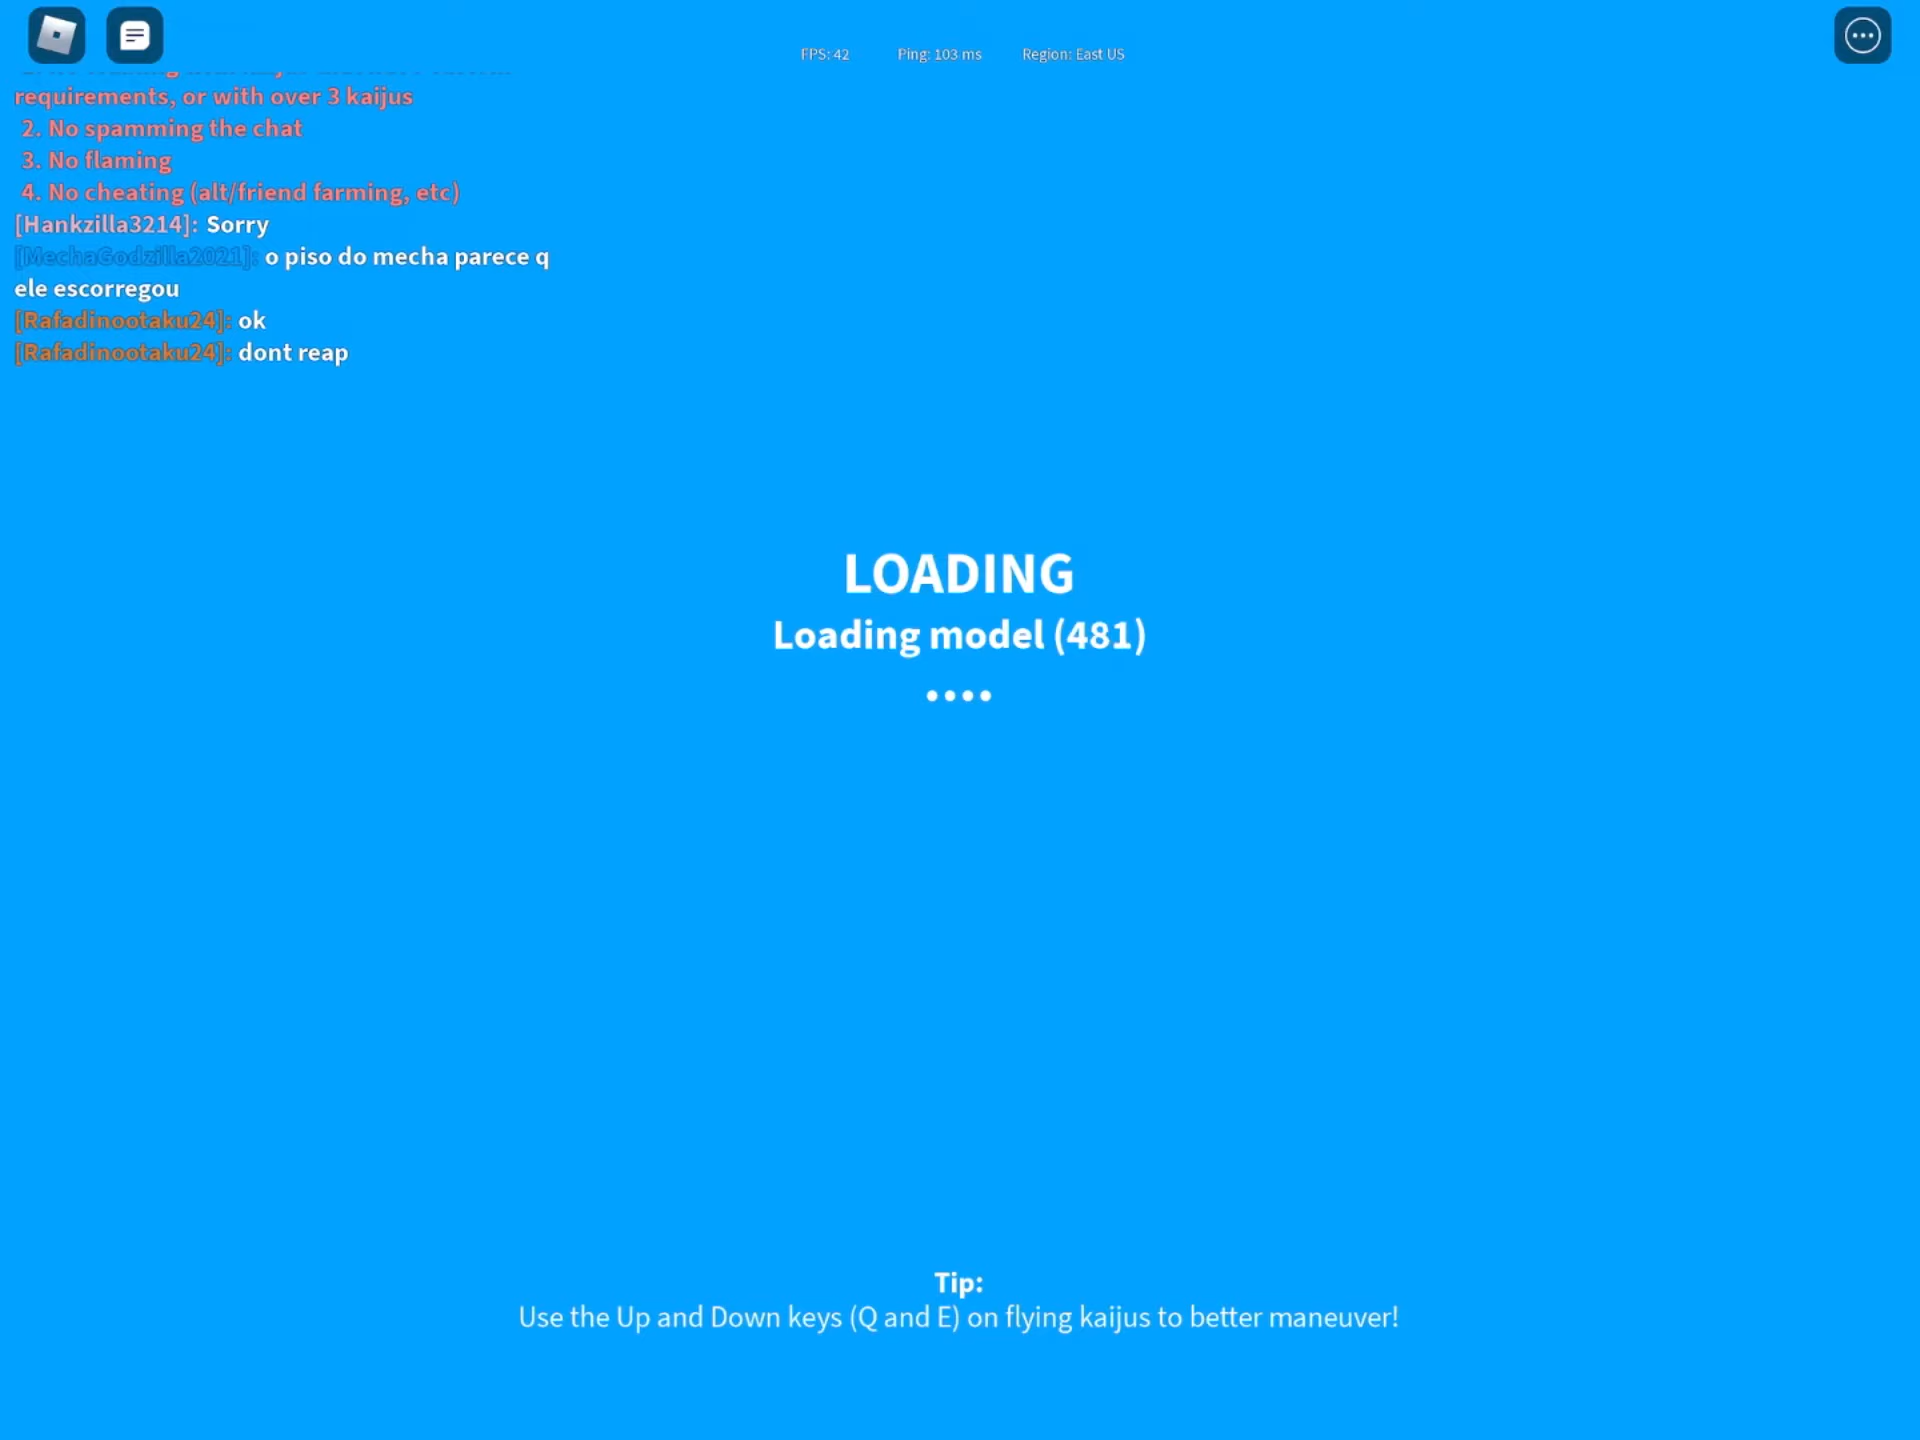 FPS: 42 Ping: 103 ms Region: East US
requirements, or with over 3 kaijus
2. No spamming the chat
3. No flaming
4. No cheating (alt/friend farming, etc)
[Hankzilla3214]: Sorry
[MechaGodzilla2021]: o piso do mecha parece q
ele escorregou
[Rafadinootaku24]: ok
[Rafadinootaku24]: dont reap
LOADING
Loading model (481)
Tip:
Use the Up and Down keys (Q and E) on flying kaijus to better maneuver!